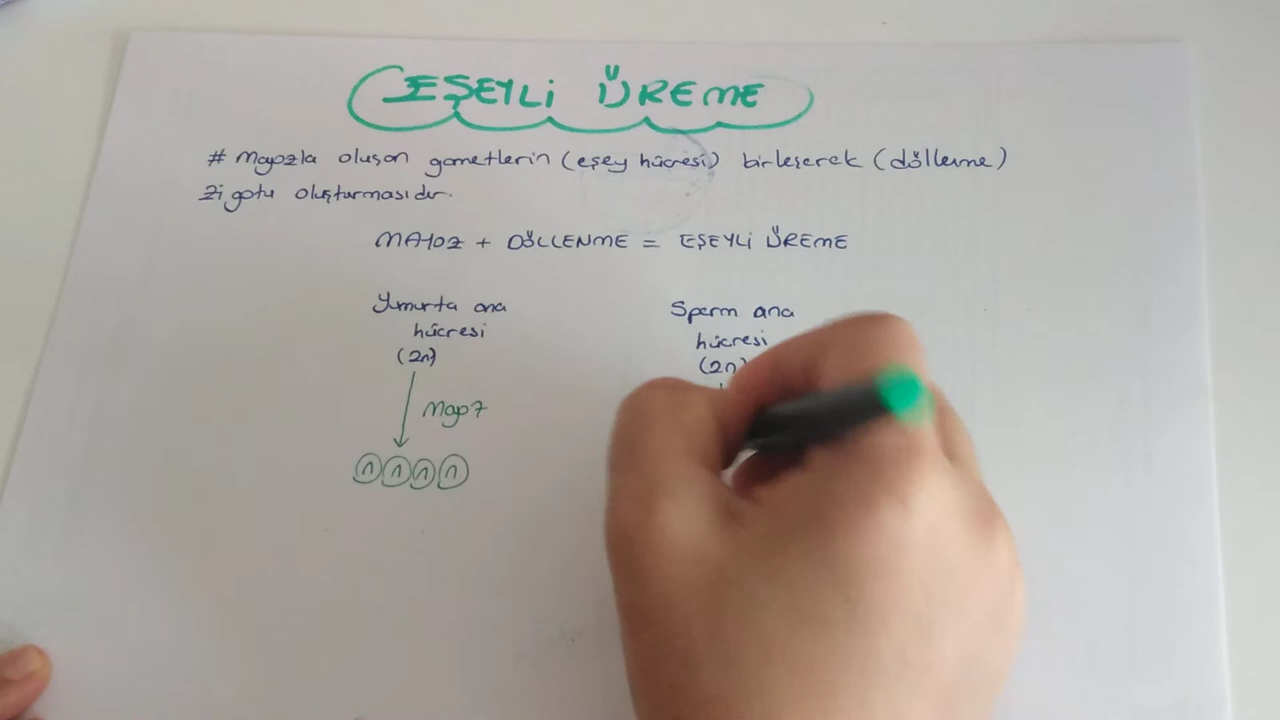 EŞEYLİ ÜREME
# Mayozla oluşan gametlerin (eşey hücresi) birleşerek (döllenme)
Zigotu oluşturmasıdır.
MAYOZ + DÖLLENME = EŞEYLİ ÜREME
Yumurta ana
hücresi
(2n)
Mayoz
n n n n
Sperm ana
hücresi
(2n)